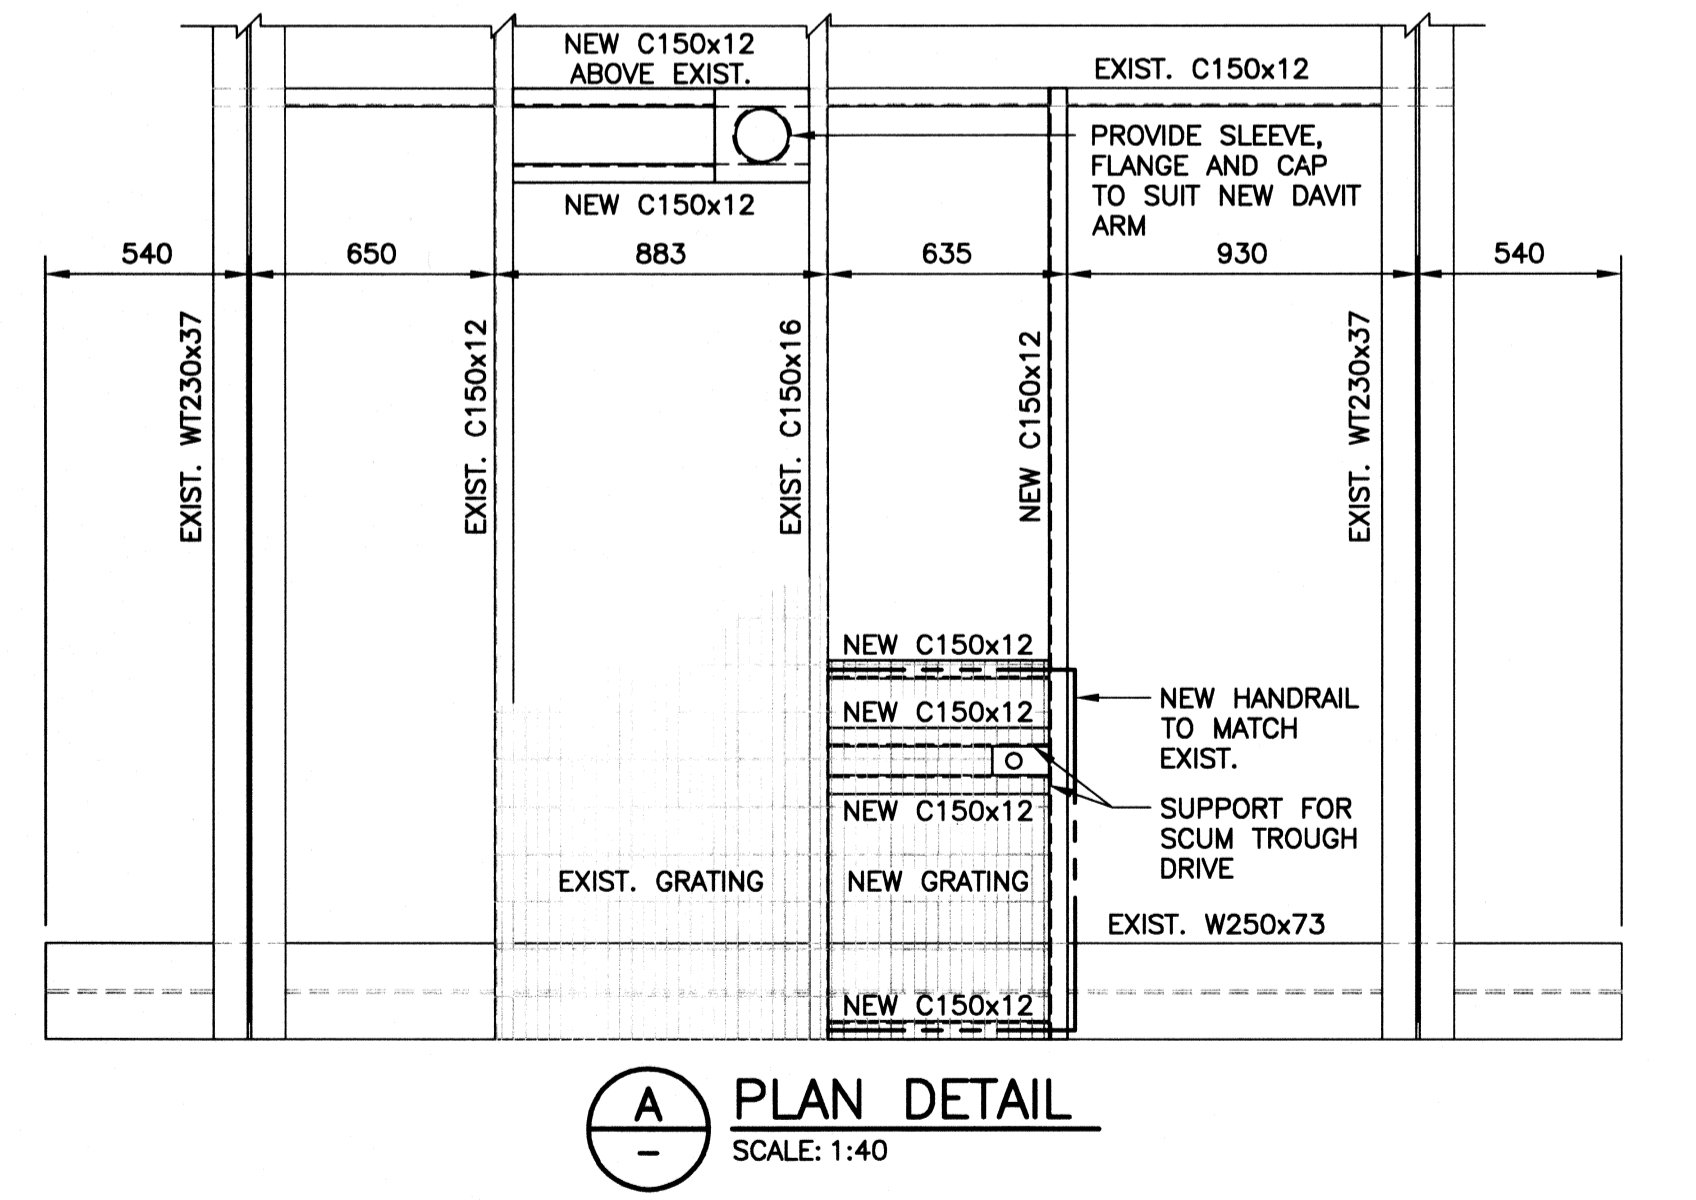 NEW C150x12
ABOVE EXIST.
EXIST. C150x12
PROVIDE SLEEVE,
FLANGE AND CAP
TO SUIT NEW DAVIT
ARM
NEW C150x12
540
650
883
635
930
540
EXIST. WT230x37
EXIST. C150x12
EXIST. C150x16
NEW C150x12
EXIST. WT230x37
NEW C150x12
NEW C150x12
NEW HANDRAIL
TO MATCH
EXIST.
NEW C150x12
SUPPORT FOR
SCUM TROUGH
DRIVE
EXIST. GRATING
NEW GRATING
EXIST. W250x73
NEW C150x12
A
-
PLAN DETAIL
SCALE: 1:40